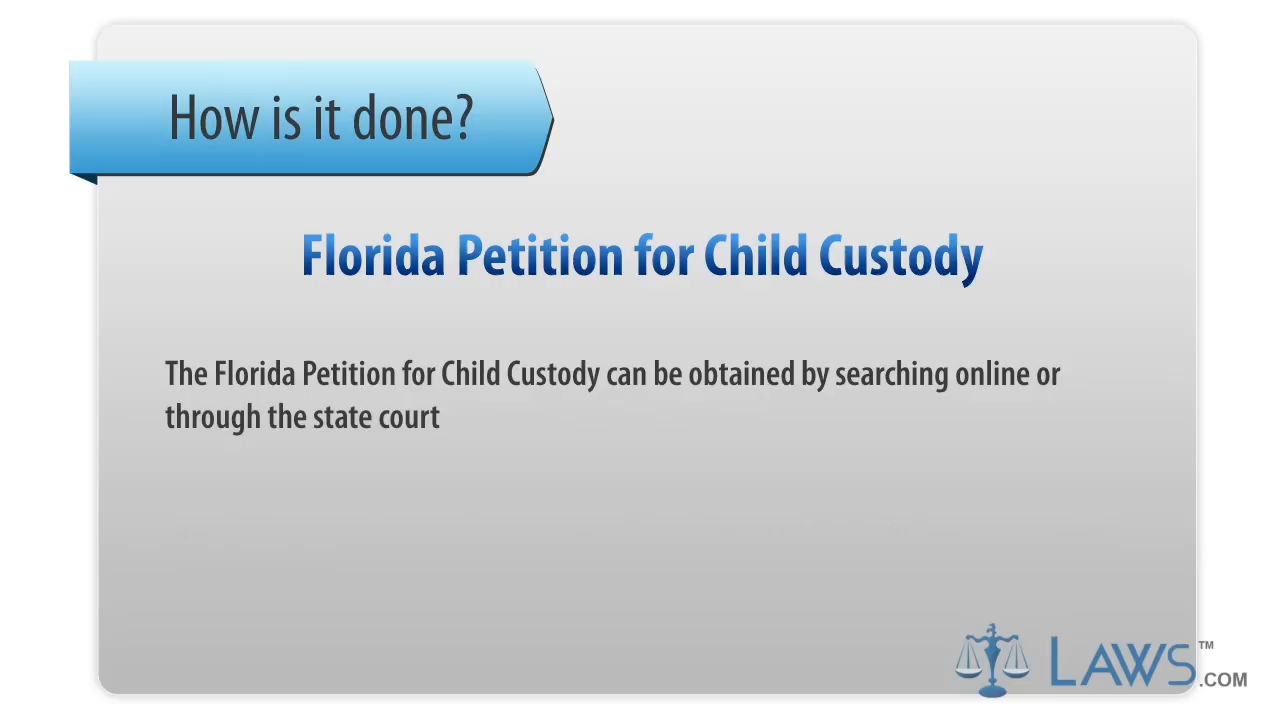 How is it done?
Florida Petition for Child Custody
The Florida Petition for Child Custody can be obtained by searching online or
through the state court
LAWS™
.COM